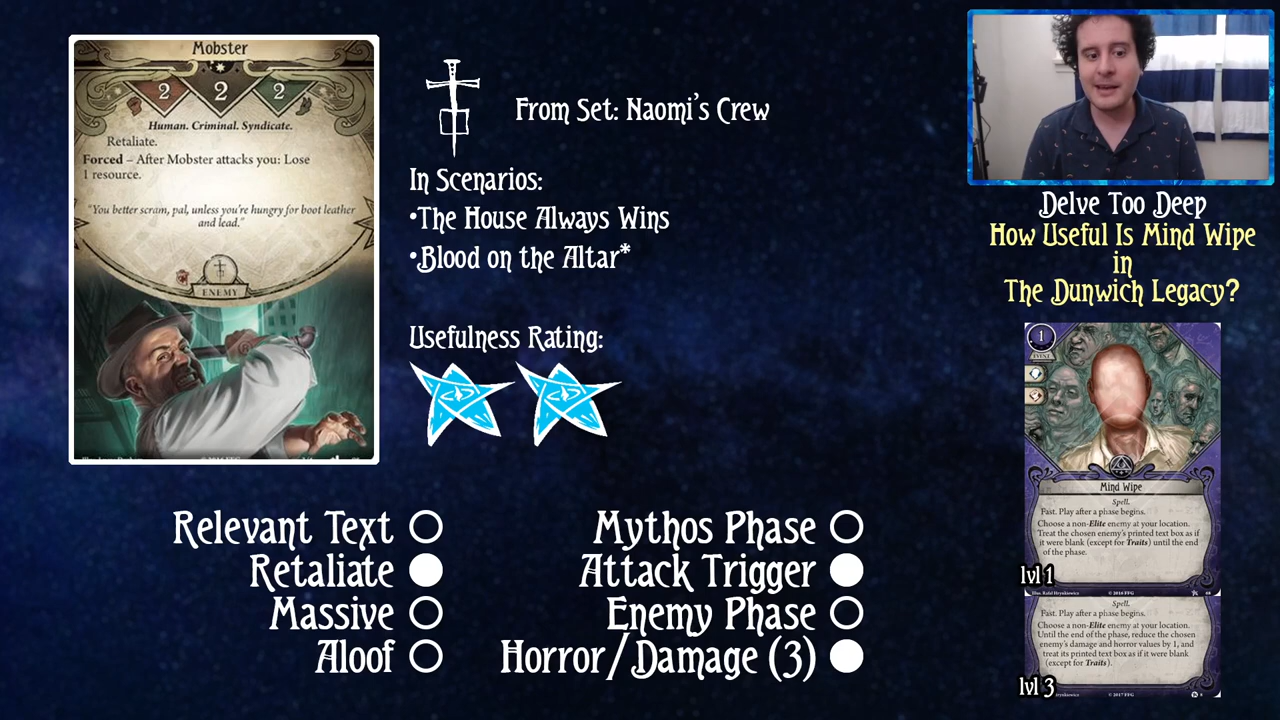 Mobster
2 2 2
Human. Criminal. Syndicate.
Retaliate.
Forced – After Mobster attacks you: Lose
1 resource.
"You better scram, pal, unless you're hungry for boot leather
and lead."
ENEMY
© 2016 FFG
From Set: Naomi's Crew
In Scenarios:
•The House Always Wins
•Blood on the Altar*
Usefulness Rating:
Relevant Text
Retaliate
Massive
Aloof
Mythos Phase
Attack Trigger
Enemy Phase
Horror/Damage (3)
Delve Too Deep
How Useful Is Mind Wipe
in
The Dunwich Legacy?
1
EVENT
Mind Wipe
Spell.
Fast. Play after a phase begins.
Choose a non-Elite enemy at your location.
Treat the chosen enemy's printed text box as if
it were blank (except for Traits) until the end
of the phase.
lvl 1
© 2016 FFG
Spell.
Fast. Play after a phase begins.
Choose a non-Elite enemy at your location.
Until the end of the phase, reduce the chosen
enemy's damage and horror values by 1, and
treat its printed text box as if it were blank
(except for Traits).
lvl 3
© 2017 FFG